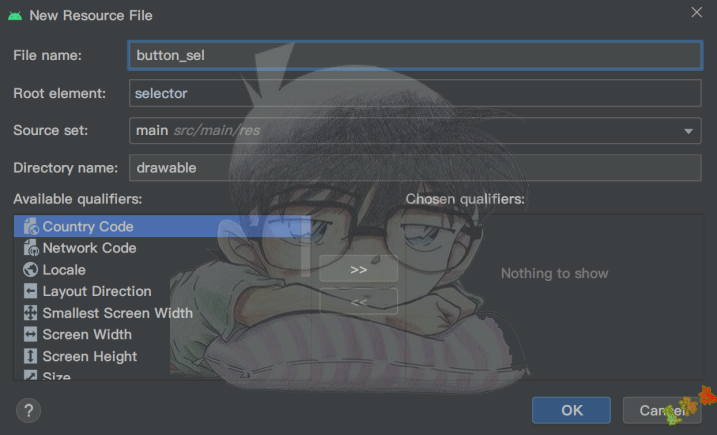 New Resource File
File name: button_sel
Root element: selector
Source set: main src/main/res
Directory name: drawable
Available qualifiers: Chosen qualifiers:
Country Code
Network Code
Locale
Layout Direction
Smallest Screen Width
Screen Width
Screen Height
Size
>>
<<
Nothing to show
?
OK
Cancel